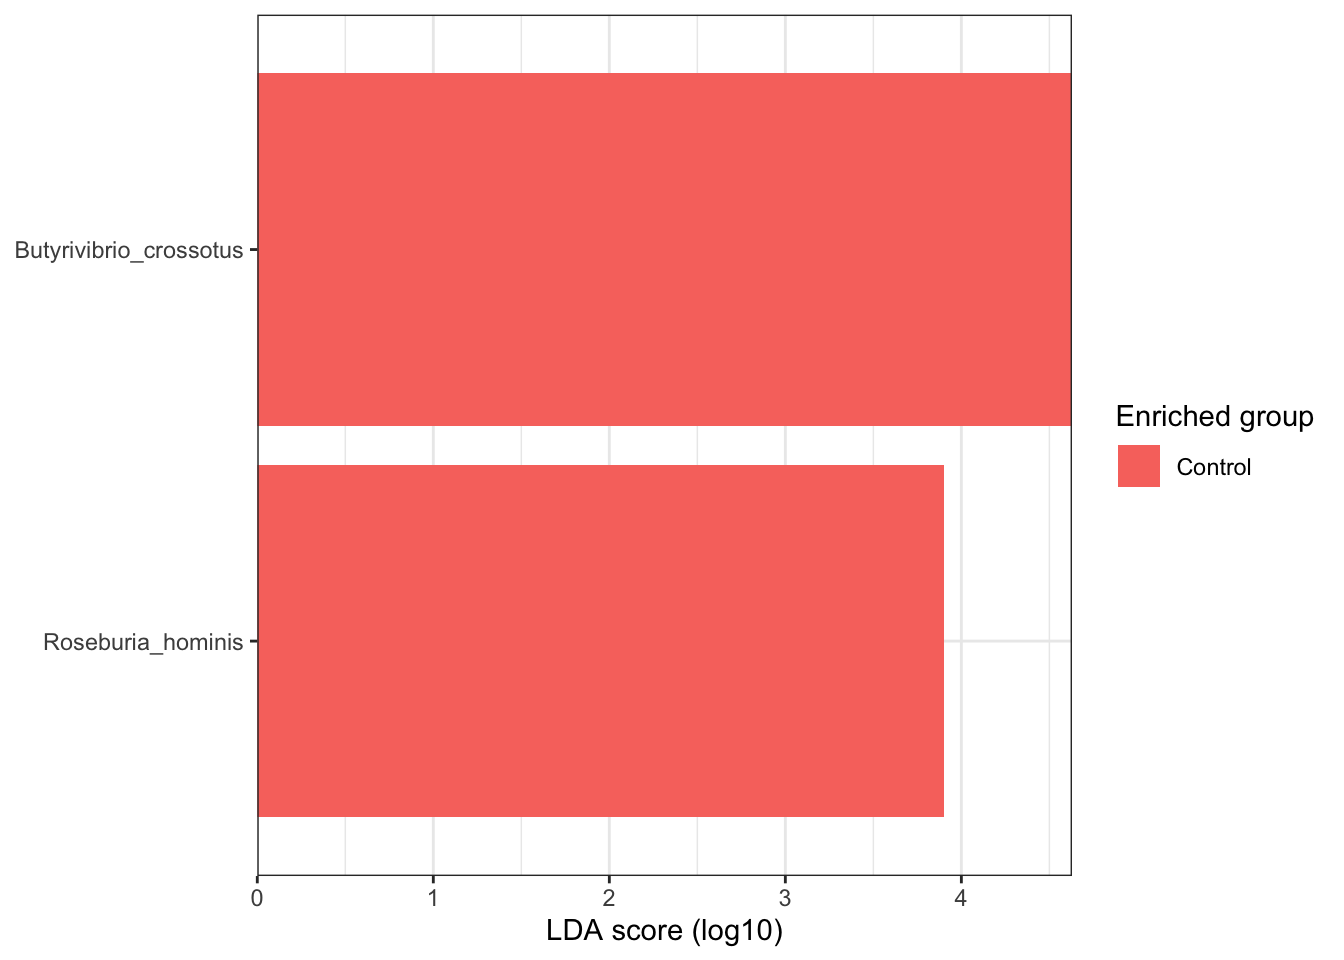 Butyrivibrio_crossotus
Roseburia_hominis
0 1 2 3 4
LDA score (log10)
Enriched group
Control